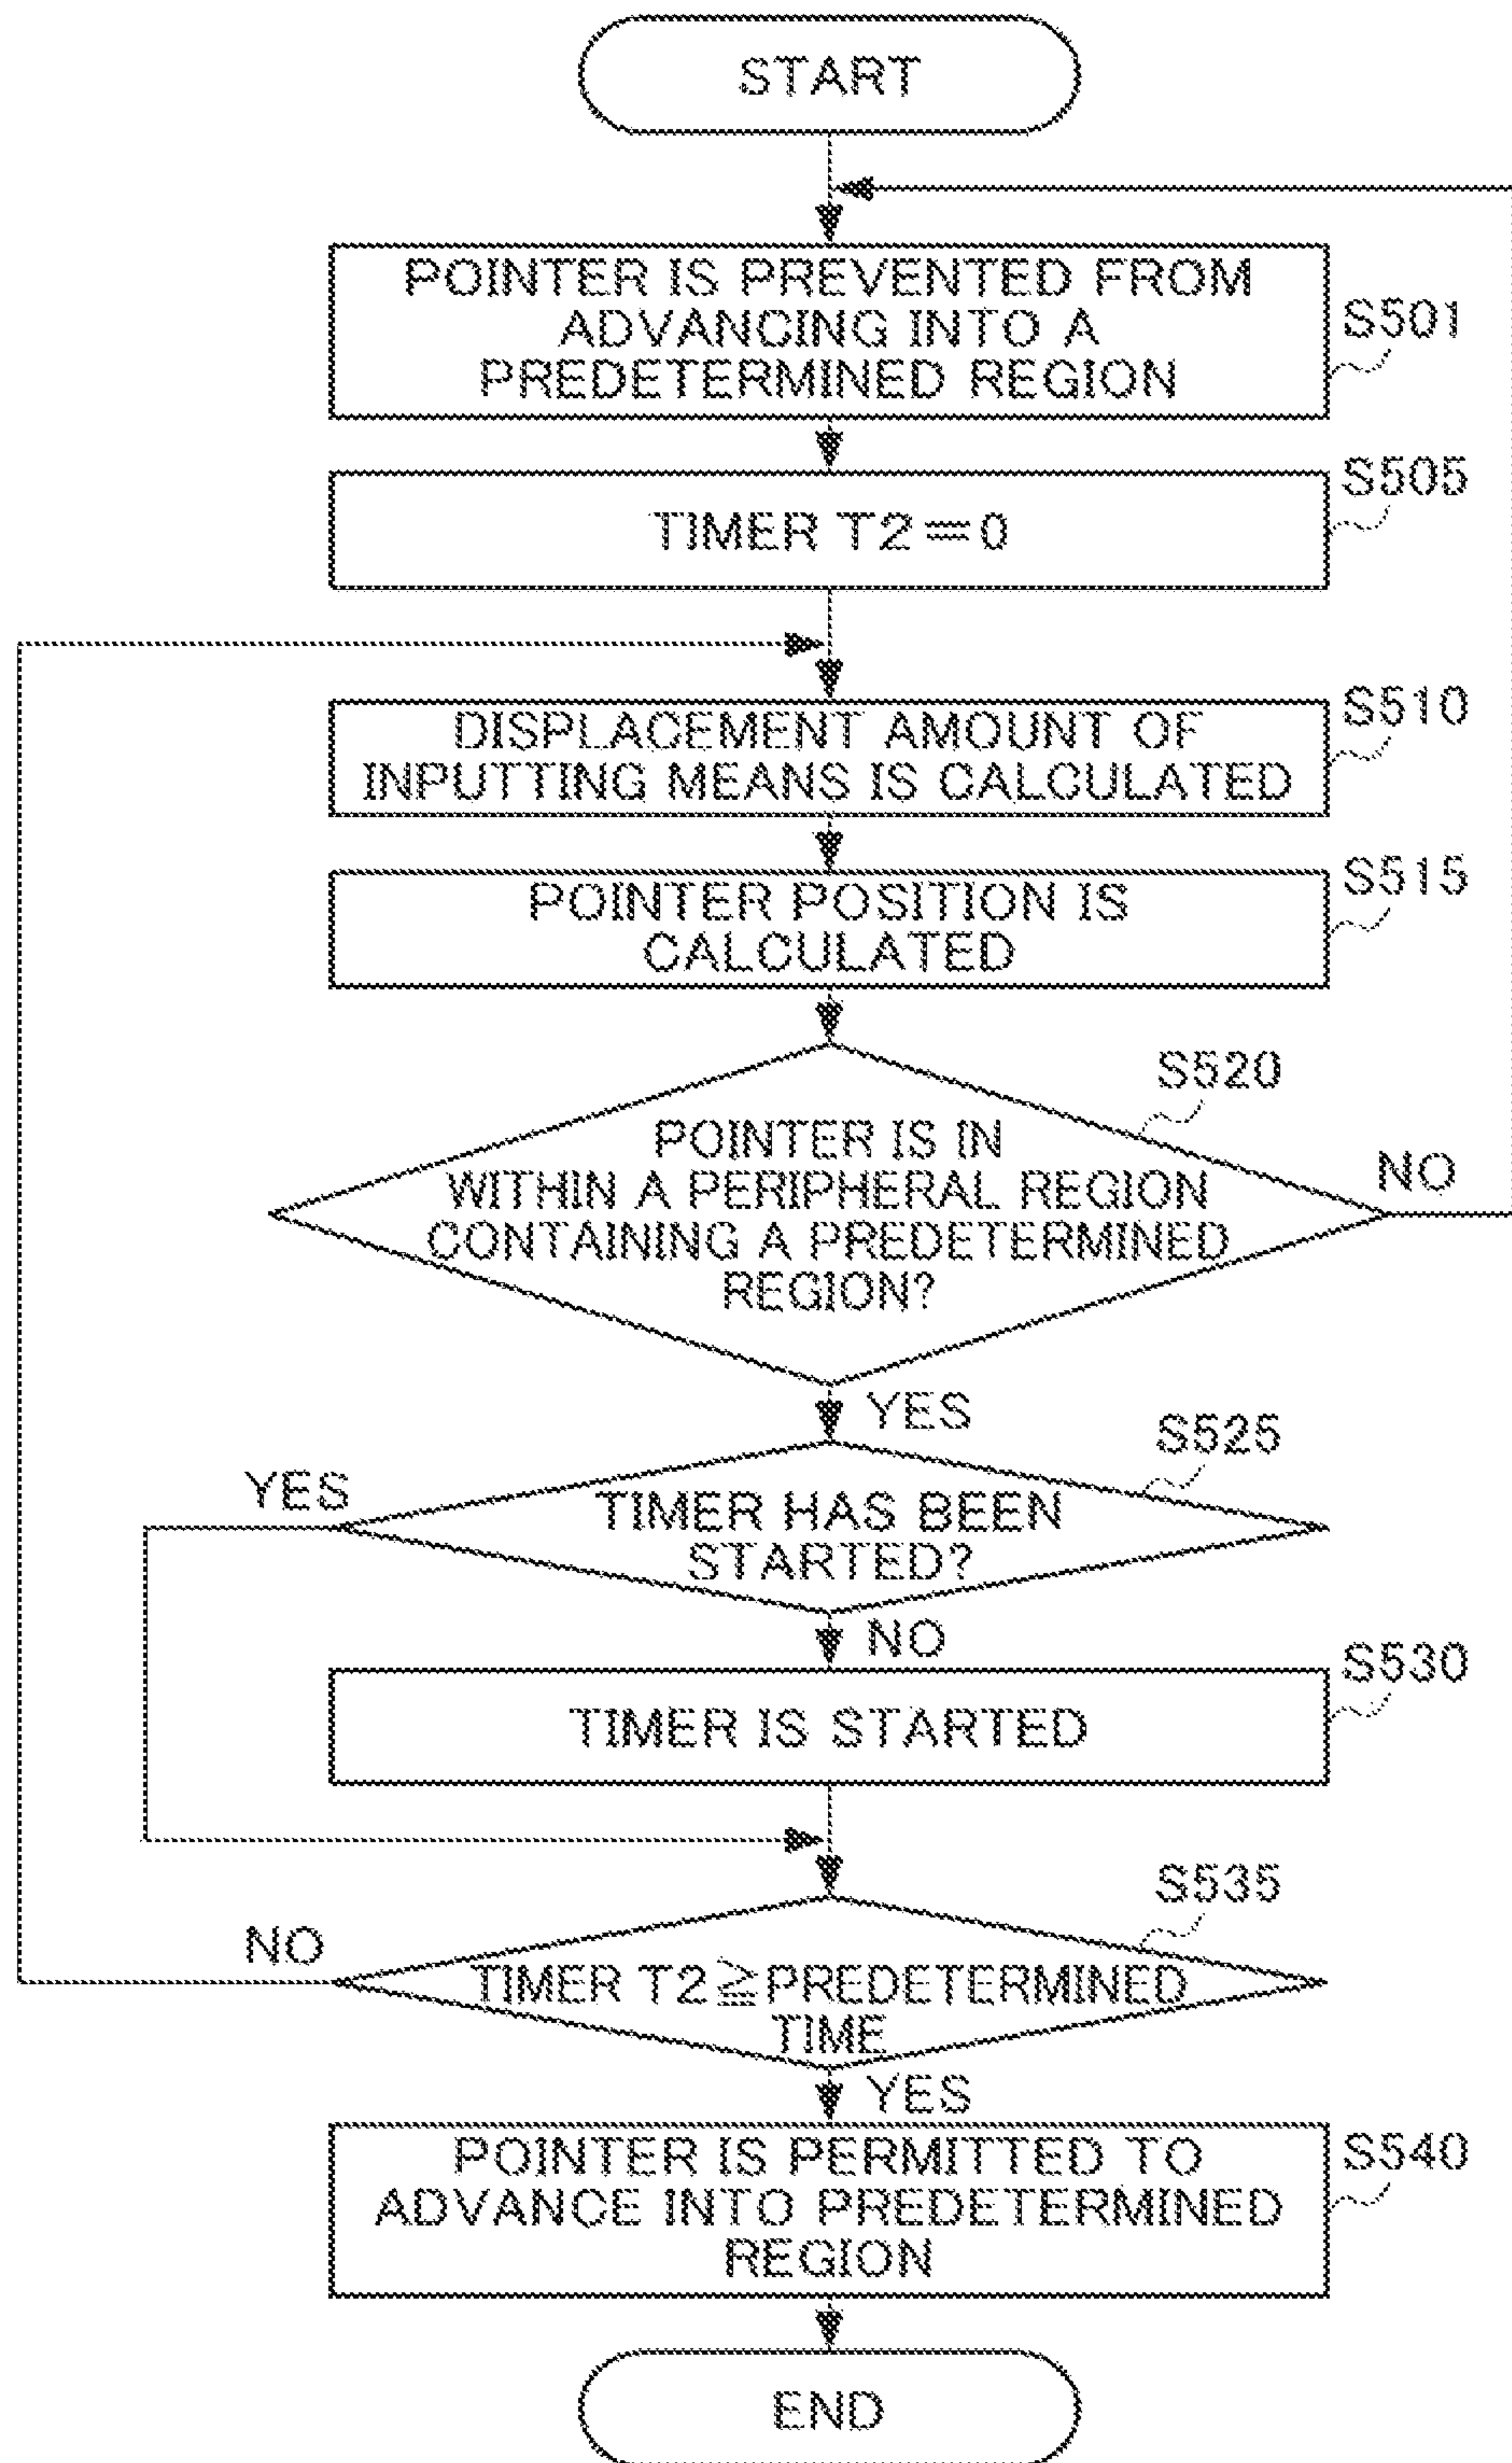 START
POINTER IS PREVENTED FROM
ADVANCING INTO A
PREDETERMINED REGION
S501
S505
TIMER T2=0
S510
DISPLACEMENT AMOUNT OF
INPUTTING MEANS IS CALCULATED
S515
POINTER POSITION IS
CALCULATED
S520
POINTER IS IN
WITHIN A PERIPHERAL REGION
CONTAINING A PREDETERMINED
REGION?
NO
YES
S525
YES
TIMER HAS BEEN
STARTED?
NO
S530
TIMER IS STARTED
S535
NO
TIMER T2≧PREDETERMINED
TIME
YES
POINTER IS PERMITTED TO
ADVANCE INTO PREDETERMINED
REGION
S540
END